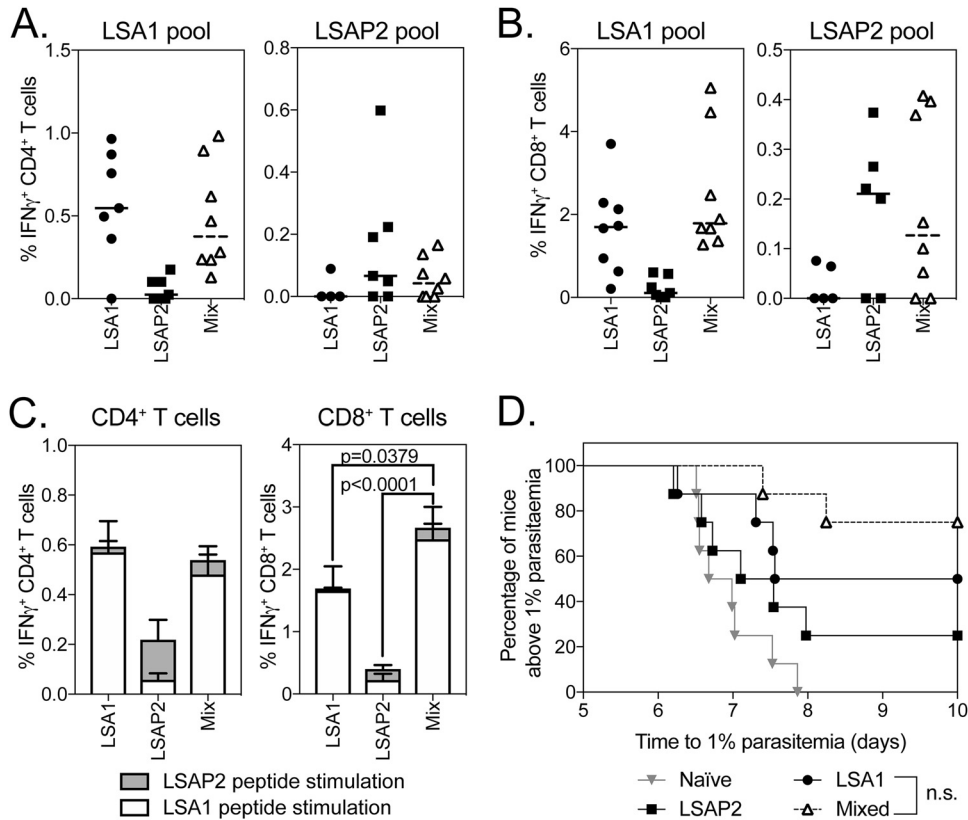 A.
LSA1 pool
LSAP2 pool
% IFNγ⁺ CD4⁺ T cells
1.5
1.0
0.5
0.0
LSA1
LSAP2
Mix
0.8
0.6
0.4
0.2
0.0
LSA1
LSAP2
Mix
B.
LSA1 pool
LSAP2 pool
% IFNγ⁺ CD8⁺ T cells
6
4
2
0
LSA1
LSAP2
Mix
0.5
0.4
0.3
0.2
0.1
0.0
LSA1
LSAP2
Mix
C.
CD4⁺ T cells
CD8⁺ T cells
% IFNγ⁺ CD4⁺ T cells
1.0
0.8
0.6
0.4
0.2
0.0
LSA1
LSAP2
Mix
% IFNγ⁺ CD8⁺ T cells
4
3
2
1
0
p=0.0379
p<0.0001
LSA1
LSAP2
Mix
LSAP2 peptide stimulation
LSA1 peptide stimulation
D.
Percentage of mice
above 1% parasitaemia
100
80
60
40
20
0
5
6
7
8
9
10
Time to 1% parasitemia (days)
Naïve
LSA1
LSAP2
Mixed
n.s.